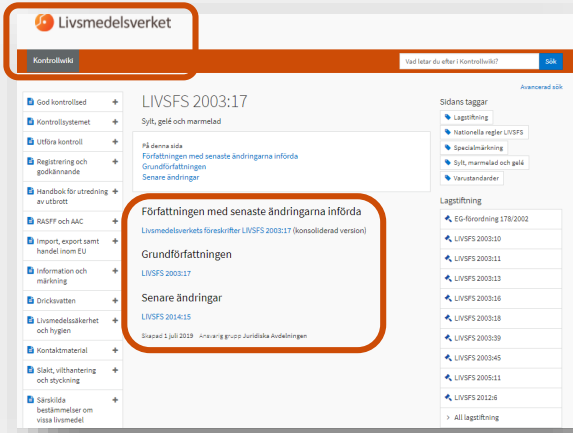 Livsmedelsverket
Kontrollwiki
Vad letar du efter i Kontrollwiki?
Sök
Avancerad sök
God kontrollsed +
Kontrollsystemet +
Utföra kontroll +
Registrering och +
godkännande
Handbok för utredning +
av utbrott
RASFF och AAC +
Import, export samt +
handel inom EU
Information och +
märkning
Dricksvatten +
Livsmedelssäkerhet +
och hygien
Kontaktmaterial +
Slakt, vilthantering +
och styckning
Särskilda +
bestämmelser om
vissa livsmedel
LIVSFS 2003:17
Sylt, gelé och marmelad
På denna sida
Författningen med senaste ändringarna införda
Grundförfattningen
Senare ändringar
Författningen med senaste ändringarna införda
Livsmedelsverkets föreskrifter LIVSFS 2003:17 (konsoliderad version)
Grundförfattningen
LIVSFS 2003:17
Senare ändringar
LIVSFS 2014:15
Skapad 1 juli 2019 Ansvarig grupp Juridiska Avdelningen
Sidans taggar
Lagstiftning
Nationella regler LIVSFS
Specialmärkning
Sylt, marmelad och gelé
Varustandarder
Lagstiftning
EG-förordning 178/2002
LIVSFS 2003:10
LIVSFS 2003:11
LIVSFS 2003:13
LIVSFS 2003:16
LIVSFS 2003:18
LIVSFS 2003:39
LIVSFS 2003:45
LIVSFS 2005:11
LIVSFS 2012:6
> All lagstiftning